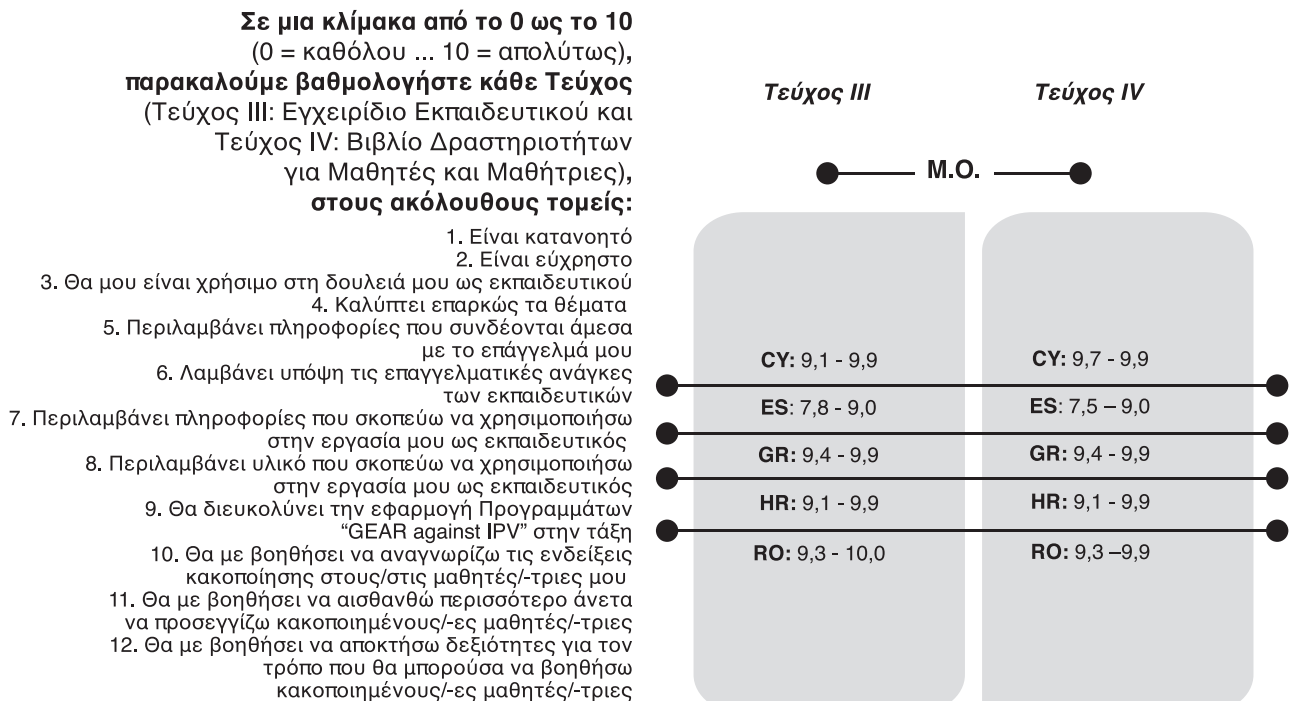 Σε μια κλίμακα από το 0 ως το 10
(0 = καθόλου ... 10 = απολύτως),
παρακαλούμε βαθμολογήστε κάθε Τεύχος
(Τεύχος III: Εγχειρίδιο Εκπαιδευτικού και
Τεύχος IV: Βιβλίο Δραστηριοτήτων
για Μαθητές και Μαθήτριες),
στους ακόλουθους τομείς:
1. Είναι κατανοητό
2. Είναι εύχρηστο
3. Θα μου είναι χρήσιμο στη δουλειά μου ως εκπαιδευτικού
4. Καλύπτει επαρκώς τα θέματα
5. Περιλαμβάνει πληροφορίες που συνδέονται άμεσα
με το επάγγελμά μου
6. Λαμβάνει υπόψη τις επαγγελματικές ανάγκες
των εκπαιδευτικών
7. Περιλαμβάνει πληροφορίες που σκοπεύω να χρησιμοποιήσω
στην εργασία μου ως εκπαιδευτικός
8. Περιλαμβάνει υλικό που σκοπεύω να χρησιμοποιήσω
στην εργασία μου ως εκπαιδευτικός
9. Θα διευκολύνει την εφαρμογή Προγραμμάτων
“GEAR against IPV” στην τάξη
10. Θα με βοηθήσει να αναγνωρίζω τις ενδείξεις
κακοποίησης στους/στις μαθητές/-τριες μου
11. Θα με βοηθήσει να αισθανθώ περισσότερο άνετα
να προσεγγίζω κακοποιημένους/-ες μαθητές/-τριες
12. Θα με βοηθήσει να αποκτήσω δεξιότητες για τον
τρόπο που θα μπορούσα να βοηθήσω
κακοποιημένους/-ες μαθητές/-τριες
Τεύχος III Τεύχος IV
Μ.Ο.
CY: 9,1 - 9,9 CY: 9,7 - 9,9
ES: 7,8 - 9,0 ES: 7,5 – 9,0
GR: 9,4 - 9,9 GR: 9,4 - 9,9
HR: 9,1 - 9,9 HR: 9,1 - 9,9
RO: 9,3 - 10,0 RO: 9,3 –9,9